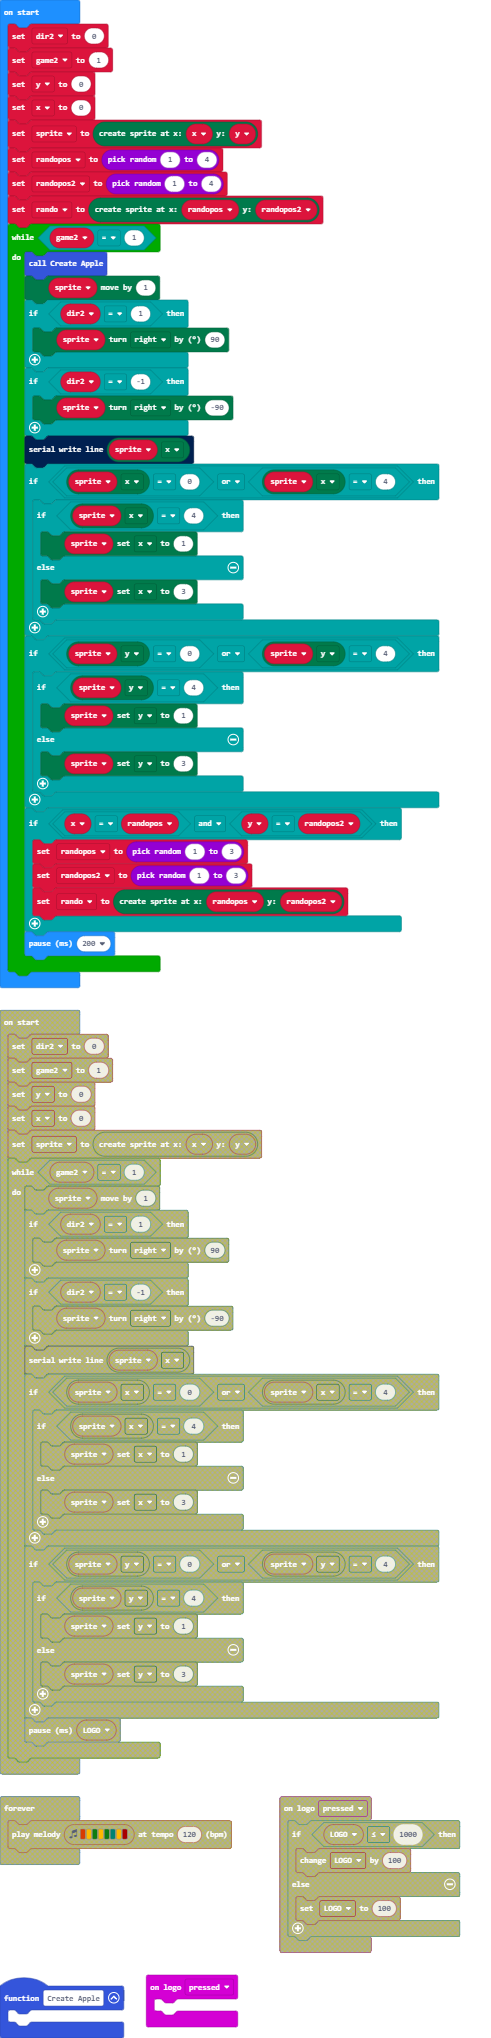 on start
set dir2 to 0
set game2 to 1
set y to 0
set x to 0
set sprite to create sprite at x: x y: y
set randopos to pick random 1 to 4
set randopos2 to pick random 1 to 4
set rando to create sprite at x: randopos y: randopos2
while game2 = 1
do
call Create Apple
sprite move by 1
if dir2 = 1 then
sprite turn right by (°) 90
if dir2 = -1 then
sprite turn right by (°) -90
serial write line sprite x
if sprite x = 0 or sprite x = 4 then
if sprite x = 4 then
sprite set x to 1
else
sprite set x to 3
if sprite y = 0 or sprite y = 4 then
if sprite y = 4 then
sprite set y to 1
else
sprite set y to 3
if x = randopos and y = randopos2 then
set randopos to pick random 1 to 3
set randopos2 to pick random 1 to 3
set rando to create sprite at x: randopos y: randopos2
pause (ms) 200
on start
set dir2 to 0
set game2 to 1
set y to 0
set x to 0
set sprite to create sprite at x: x y: y
while game2 = 1
do sprite move by 1
if dir2 = 1 then
sprite turn right by (°) 90
if dir2 = -1 then
sprite turn right by (°) -90
serial write line sprite x
if sprite x = 0 or sprite x = 4 then
if sprite x = 4 then
sprite set x to 1
else
sprite set x to 3
if sprite y = 0 or sprite y = 4 then
if sprite y = 4 then
sprite set y to 1
else
sprite set y to 3
pause (ms) LOGO
forever
play melody at tempo 120 (bpm)
on logo pressed
if LOGO ≤ 1000 then
change LOGO by 100
else
set LOGO to 100
function Create Apple
on logo pressed